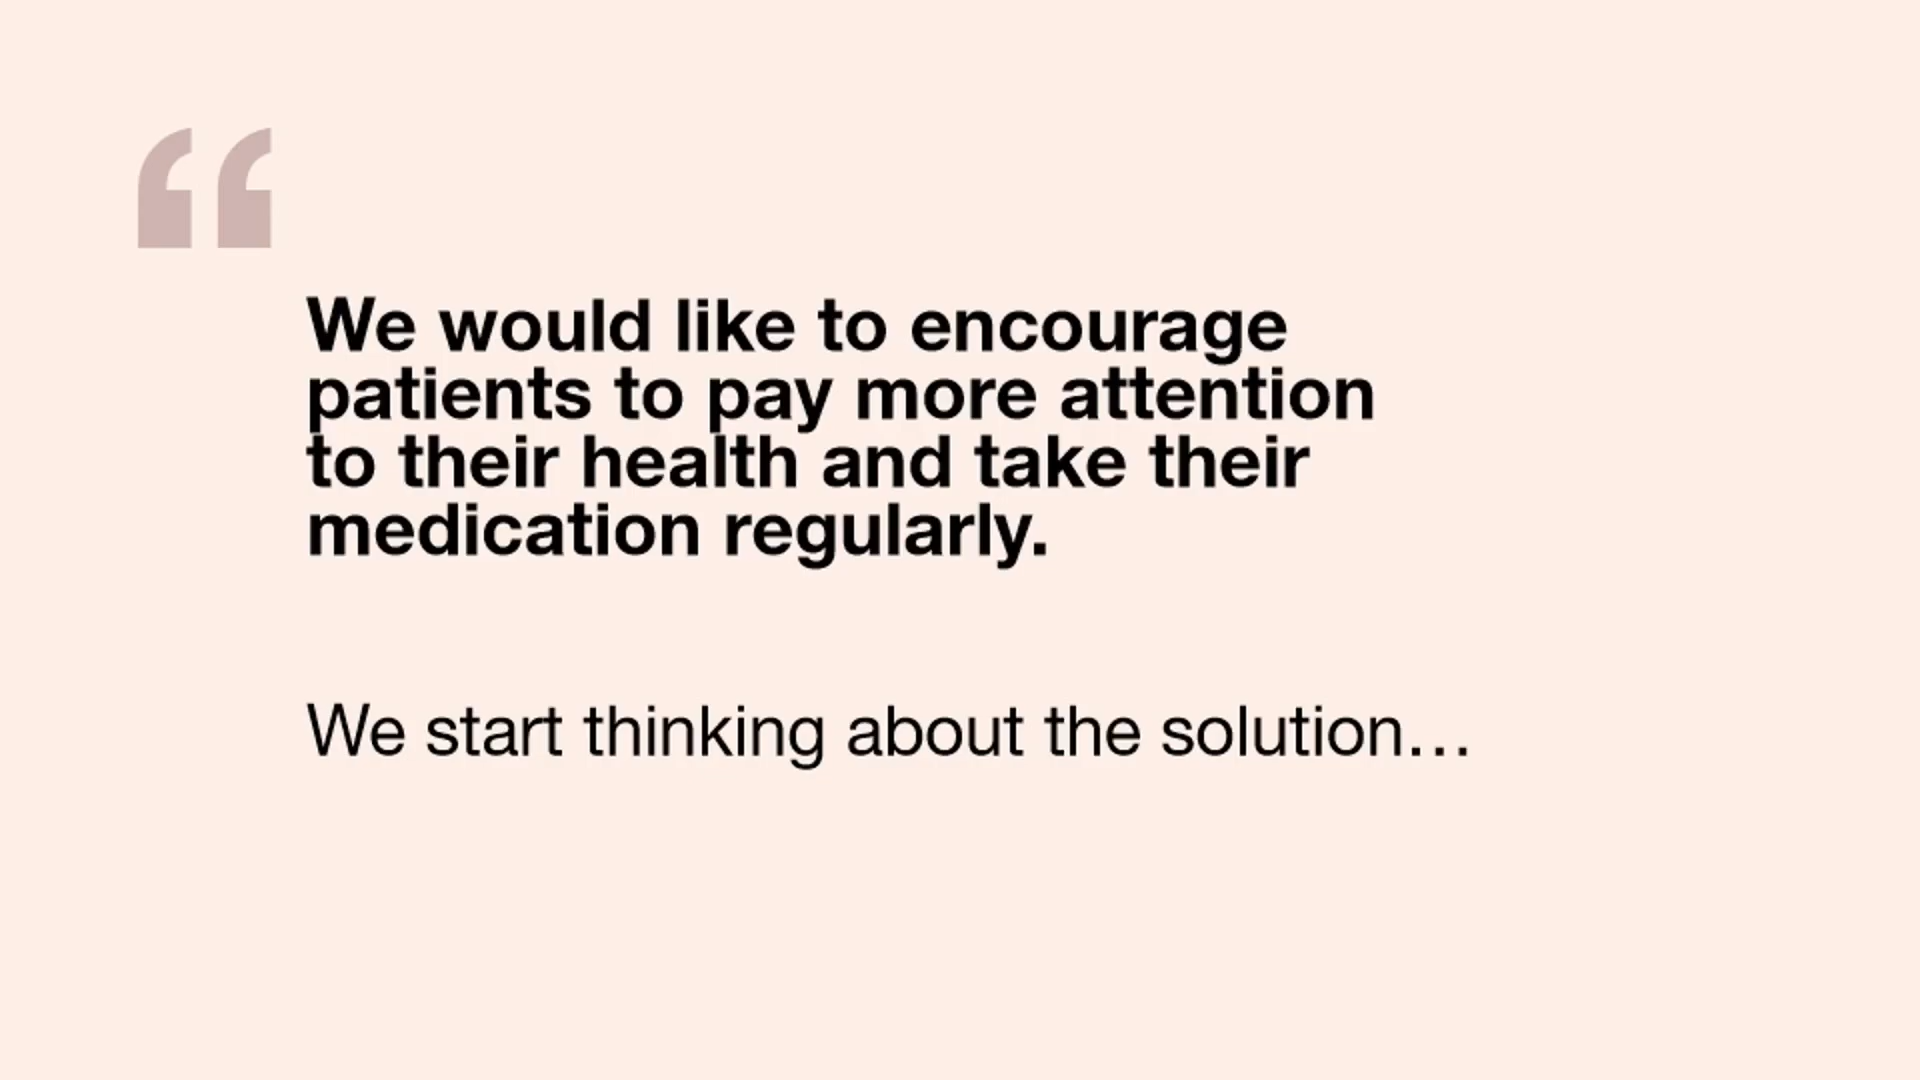 “
We would like to encourage
patients to pay more attention
to their health and take their
medication regularly.
We start thinking about the solution…